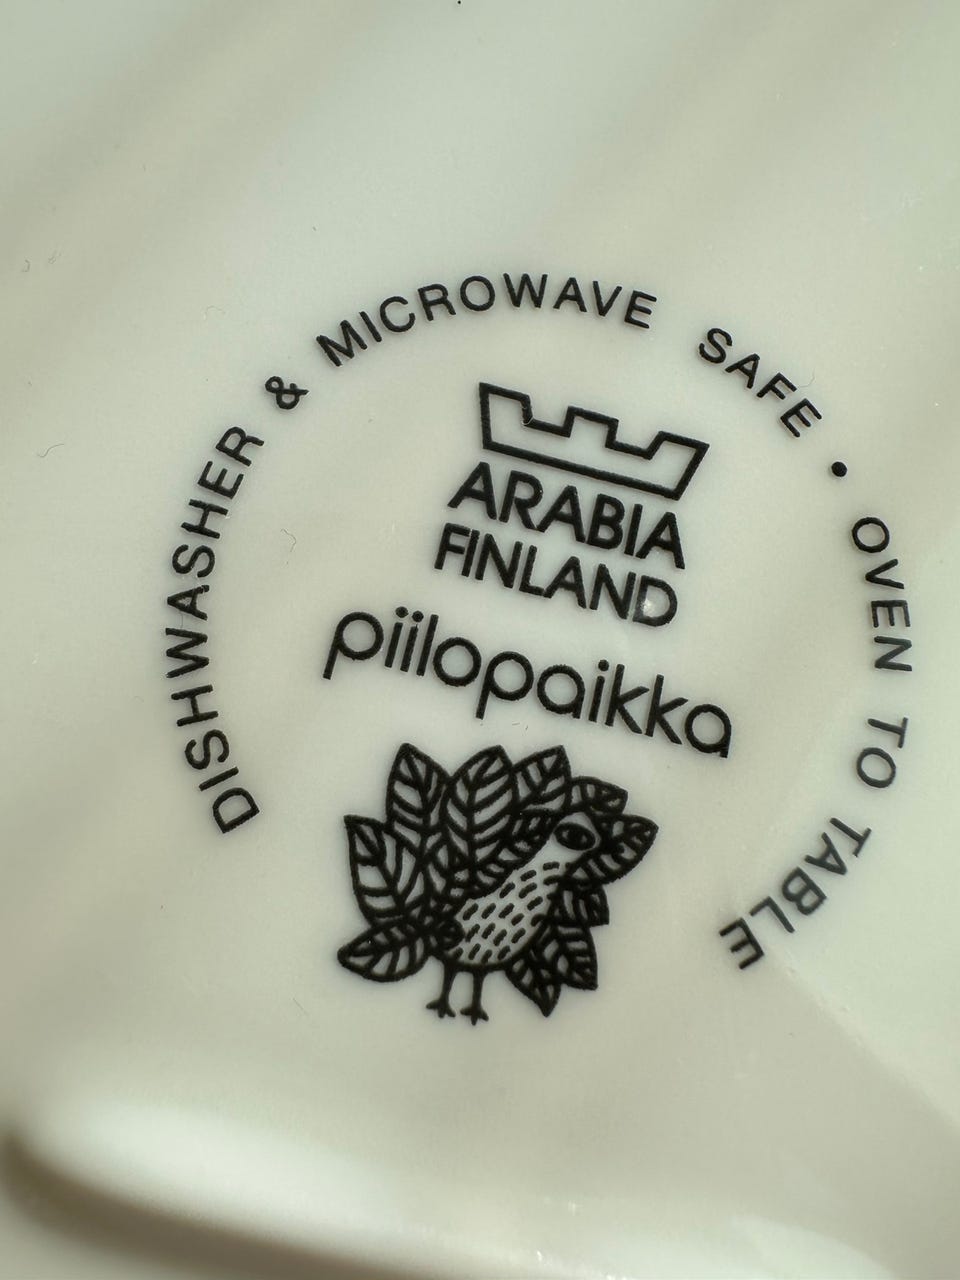 DISHWASHER & MICROWAVE SAFE • OVEN TO TABLE
ARABIA
FINLAND
piilopaikka